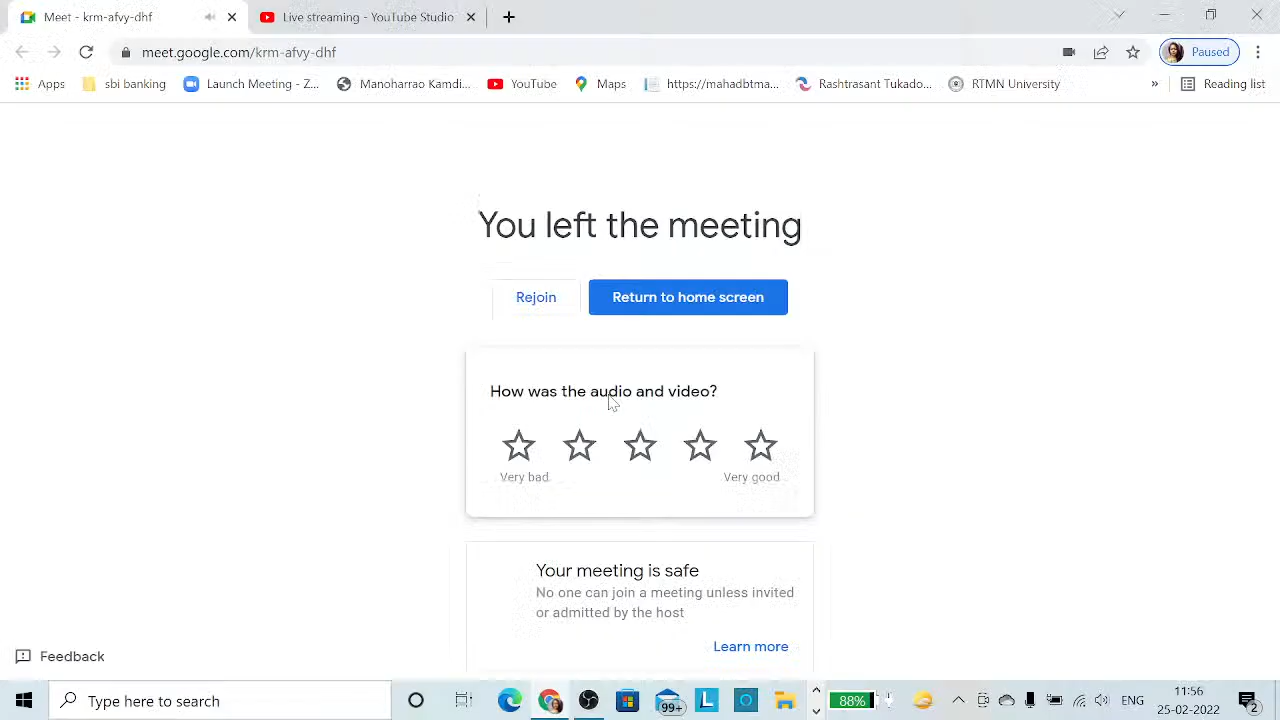 Meet - krm-afvy-dhf
Live streaming - YouTube Studio
meet.google.com/krm-afvy-dhf
Paused
Apps
sbi banking
Launch Meeting - Z...
Manoharrao Kamdi...
YouTube
Maps
https://mahadbtma...
Rashtrasant Tukado...
RTMN University
»
Reading list
You left the meeting
Rejoin
Return to home screen
How was the audio and video?
Very bad
Very good
Your meeting is safe
No one can join a meeting unless invited
or admitted by the host
Learn more
Feedback
Type here to search
99+
L
88%
ENG
11:56
25-02-2022
2